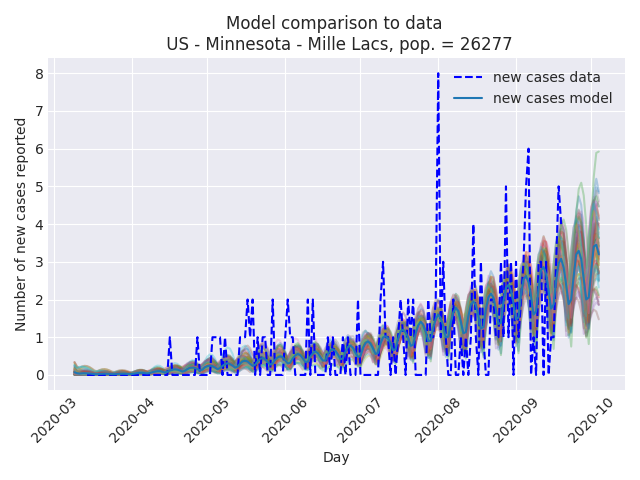 Model comparison to data
US - Minnesota - Mille Lacs, pop. = 26277
new cases data
new cases model
Number of new cases reported
8
7
6
5
4
3
2
1
0
2020-03
2020-04
2020-05
2020-06
2020-07
2020-08
2020-09
2020-10
Day